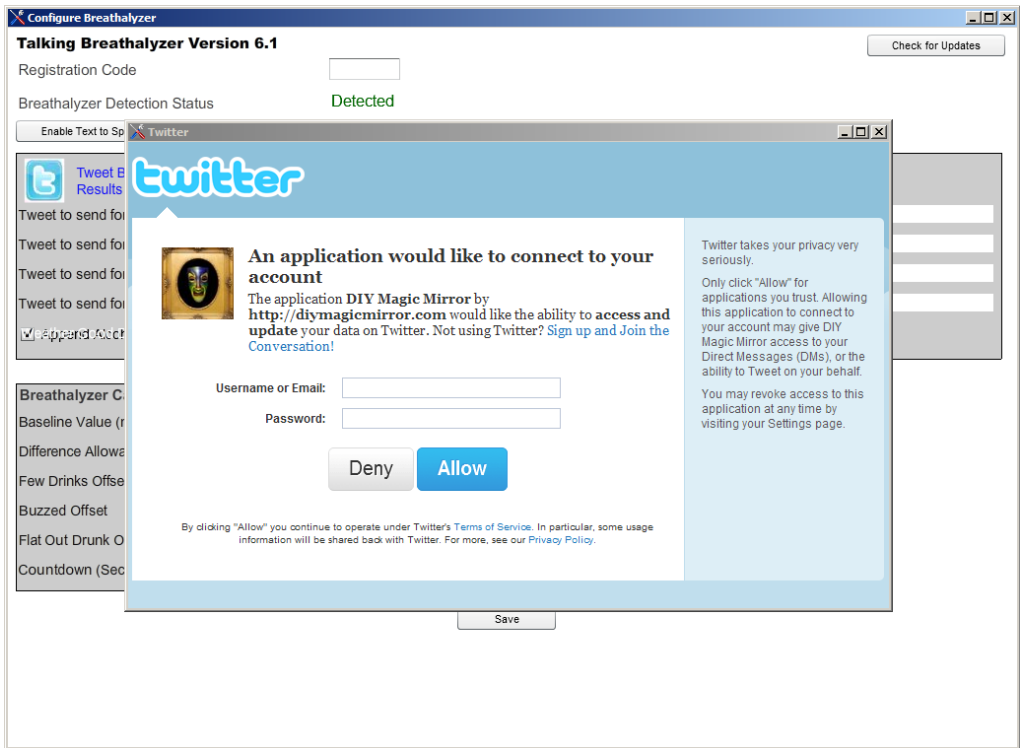 Configure Breathalyzer
Talking Breathalyzer Version 6.1
Check for Updates
Registration Code
Breathalyzer Detection Status
Detected
Enable Text to Sp
Tweet B
Results
Tweet to send fo
Tweet to send fo
Tweet to send fo
Tweet to send fo
Append
Breathalyzer C
Baseline Value (
Difference Allowa
Few Drinks Offse
Buzzed Offset
Flat Out Drunk O
Countdown (Sec
Save
Twitter
twitter
An application would like to connect to your
account
The application DIY Magic Mirror by
http://diymagicmirror.com would like the ability to access and
update your data on Twitter. Not using Twitter? Sign up and Join the
Conversation!
Username or Email:
Password:
Deny
Allow
By clicking "Allow" you continue to operate under Twitter's Terms of Service. In particular, some usage
information will be shared back with Twitter. For more, see our Privacy Policy.
Twitter takes your privacy very
seriously.
Only click "Allow" for
applications you trust. Allowing
this application to connect to
your account may give DIY
Magic Mirror access to your
Direct Messages (DMs), or the
ability to Tweet on your behalf.
You may revoke access to this
application at any time by
visiting your Settings page.